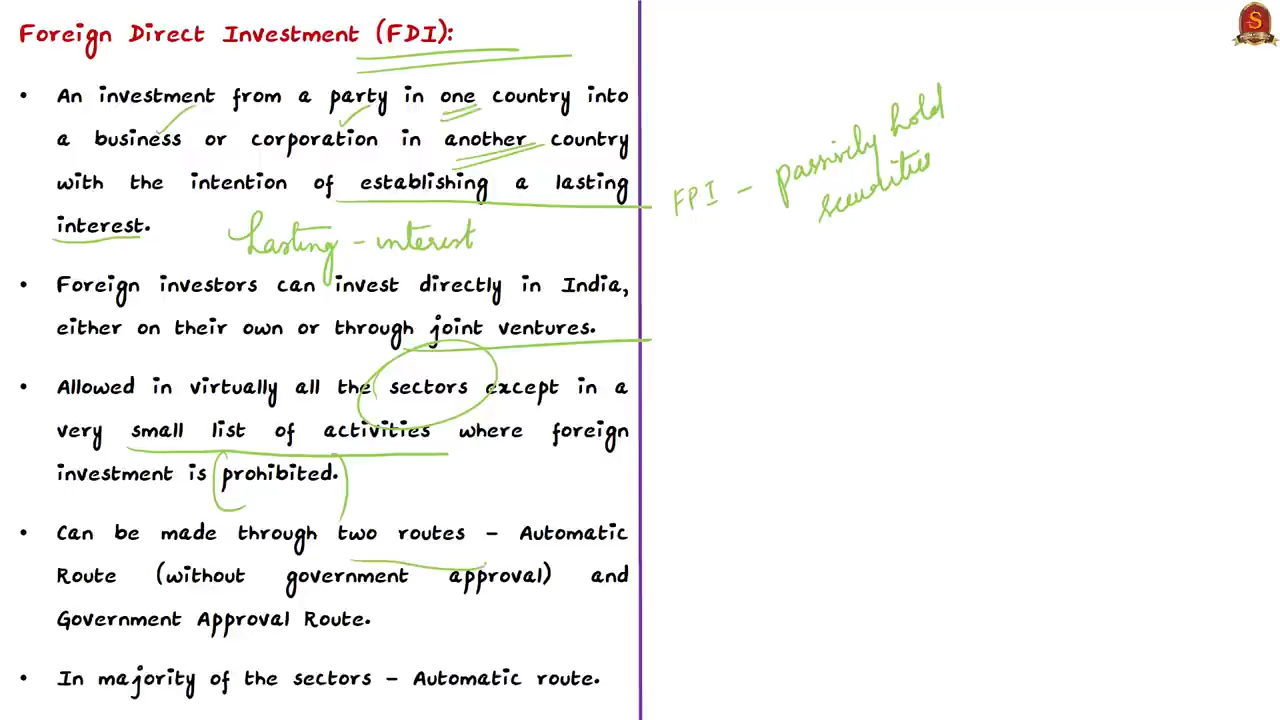 Foreign Direct Investment (FDI):
• An investment from a party in one country into
a business or corporation in another country
with the intention of establishing a lasting
interest.
Lasting - interest
• Foreign investors can invest directly in India,
either on their own or through joint ventures.
• Allowed in virtually all the sectors except in a
very small list of activities where foreign
investment is prohibited.
• Can be made through two routes - Automatic
Route (without government approval) and
Government Approval Route.
• In majority of the sectors - Automatic route.
FPI - passively hold
securities
S